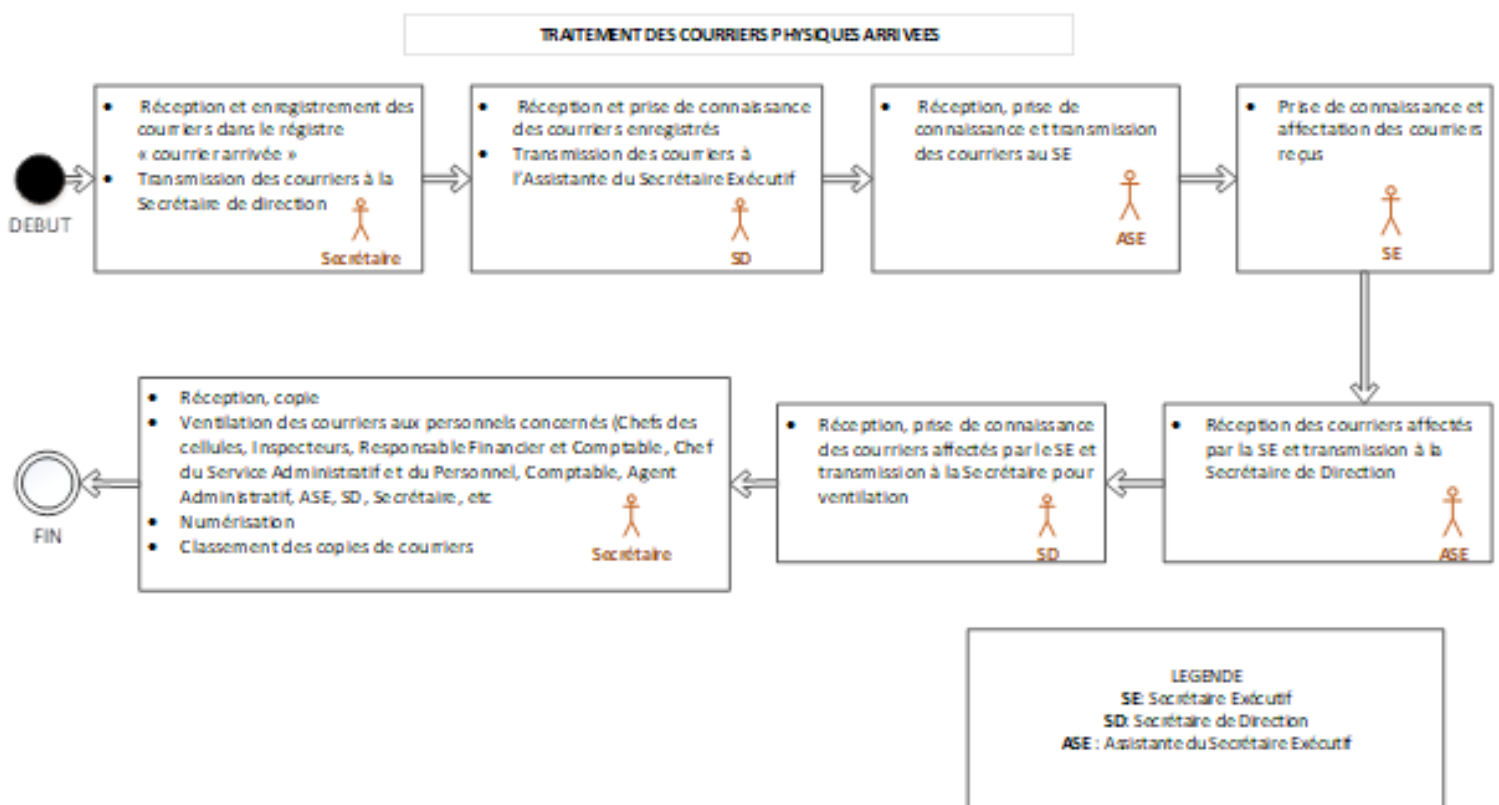 TRAITEMENT DES COURRIERS PHYSIQUES ARRIVEES
DEBUT
• Réception et enregistrement des
courriers dans le régistre
« courrier arrivée »
• Transmission des courriers à la
Secrétaire de direction
Secrétaire
• Réception et prise de connaissance
des courriers enregistrés
• Transmission des courriers à
l'Assistante du Secrétaire Exécutif
SD
• Réception, prise de
connaissance et transmission
des courriers au SE
ASE
• Prise de connaissance et
affectation des courriers
reçus
SE
• Réception des courriers affectés
par la SE et transmission à la
Secrétaire de Direction
ASE
• Réception, prise de connaissance
des courriers affectés par le SE et
transmission à la Secrétaire pour
ventilation
SD
• Réception, copie
• Ventilation des courriers aux personnels concernés (Chefs des
cellules, Inspecteurs, Responsable Financier et Comptable, Chef
du Service Administratif et du Personnel, Comptable, Agent
Administratif, ASE, SD, Secrétaire, etc
• Numérisation
• Classement des copies de courriers
Secrétaire
FIN
LEGENDE
SE: Secrétaire Exécutif
SD: Secrétaire de Direction
ASE : Assistante du Secrétaire Exécutif